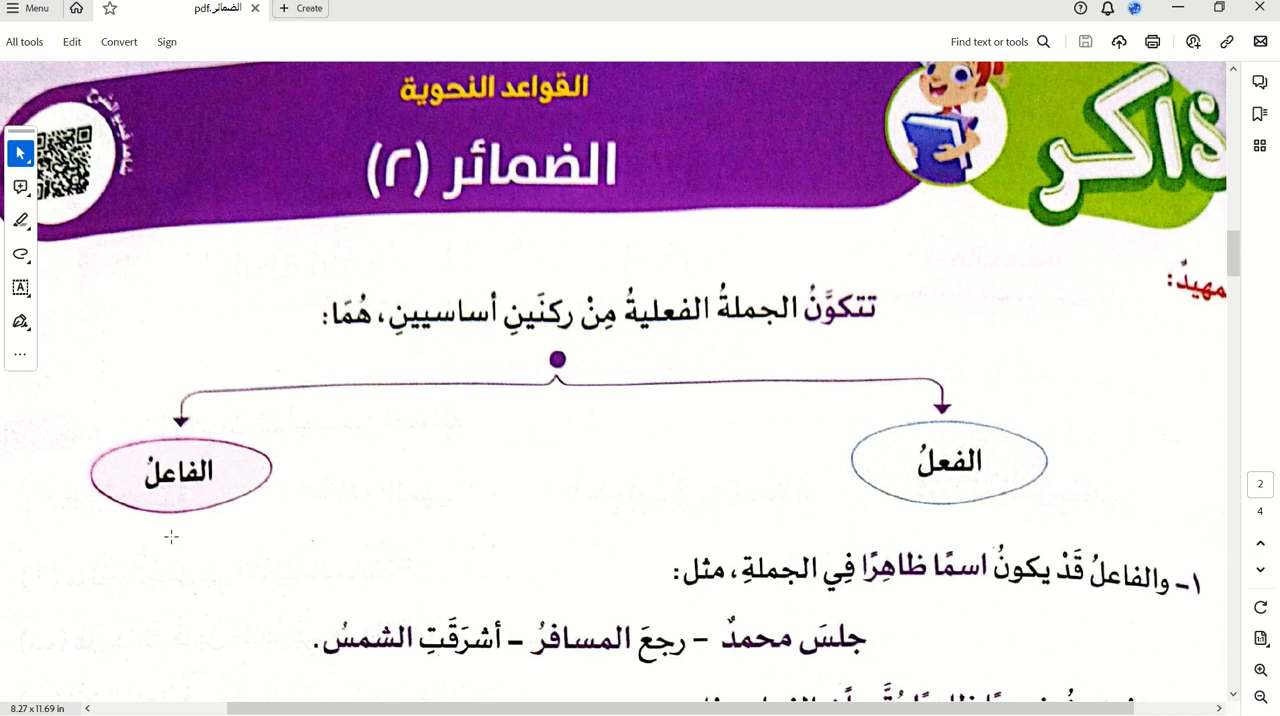 Menu
الضمائر.pdf
Create
All tools
Edit
Convert
Sign
Find text or tools
القواعد النحوية
الضمائر (٢)
ذاكر
مهيدٌ:
تتكوَّنُ الجملةُ الفعليةُ مِنْ ركنَينِ أساسيينِ، هُمَا:
الفعلُ
الفاعلُ
١- والفاعلُ قَدْ يكونُ اسمًا ظاهِرًا فِي الجملةِ، مثل:
جلسَ محمدٌ – رجعَ المسافرُ – أشرَقَتِ الشمسُ.
2
4
8.27 x 11.69 in